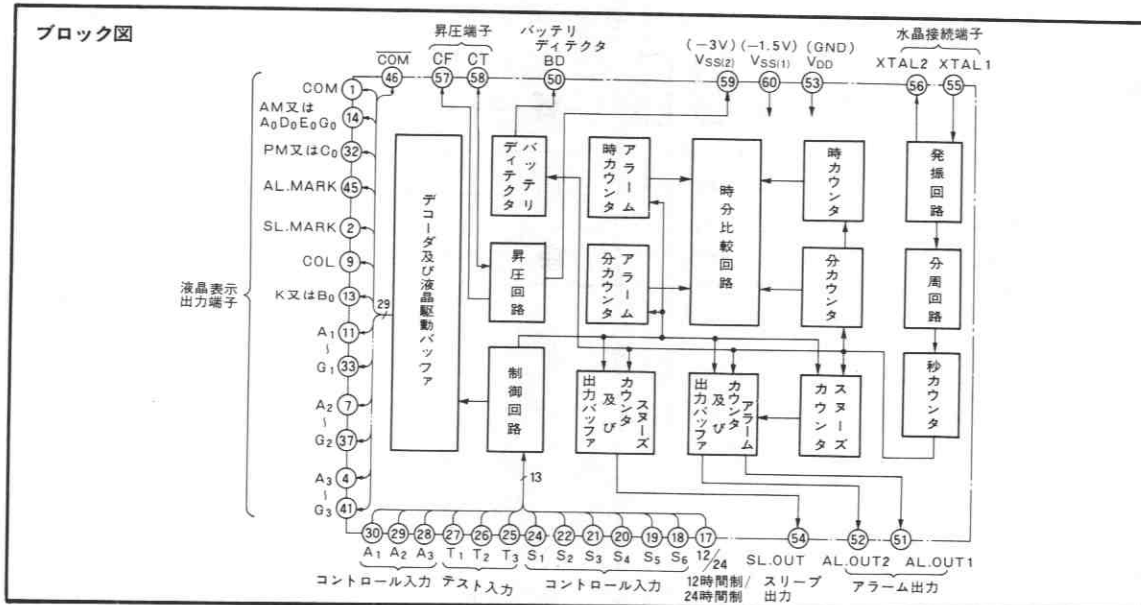 ブロック図
昇圧端子
バッテリ
ディテクタ
水晶接続端子
COM
CF
CT
BD
(−3V)
VSS(2)
(−1.5V)
VSS(1)
(GND)
VDD
XTAL2
XTAL1
46
57
58
50
59
60
53
56
55
COM
1
AM又は
A0D0E0G0
14
PM又はC0
32
AL.MARK
45
SL.MARK
2
COL
9
K又はB0
13
A1
11
〜
G1
33
A2
7
〜
G2
37
A3
4
〜
G3
41
液晶表示
出力端子
29
デコーダ及び液晶駆動バッファ
バッテリ
ディテクタ
昇圧回路
制御回路
アラーム
時カウンタ
アラーム
分カウンタ
時分比較回路
時カウンタ
分カウンタ
発振回路
分周回路
秒カウンタ
スヌーズ
カウンタ
及び
出力バッファ
アラーム
カウンタ
及び
出力バッファ
スヌーズ
カウンタ
13
30
29
28
27
26
25
24
22
21
20
19
18
17
54
52
51
A1
A2
A3
T1
T2
T3
S1
S2
S3
S4
S5
S6
12/24
SL.OUT
AL.OUT2
AL.OUT1
コントロール入力
テスト入力
コントロール入力
12時間制/
24時間制
スリープ
出力
アラーム出力